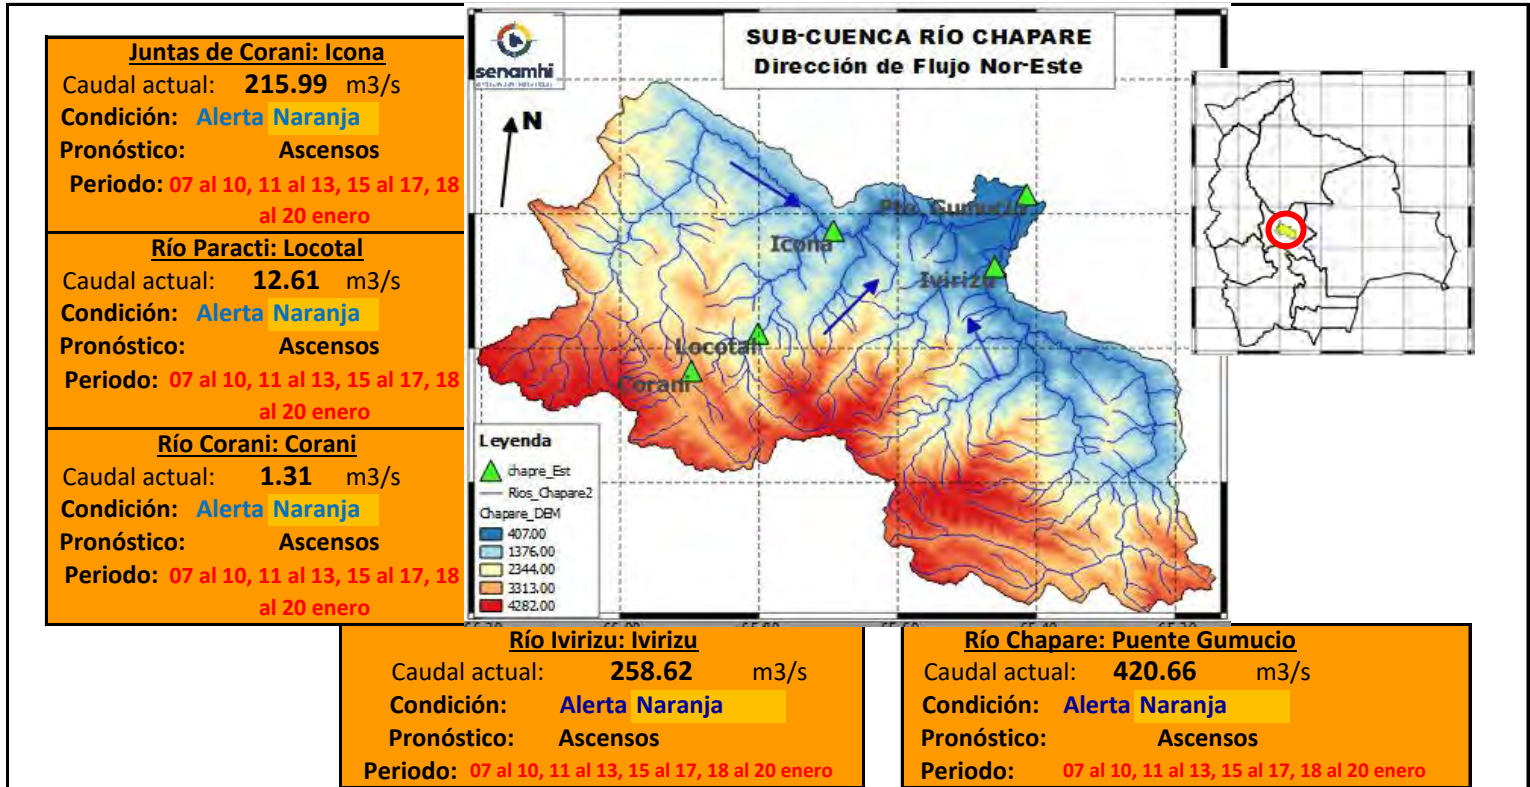 Juntas de Corani: Icona
Caudal actual: 215.99 m3/s
Condición: Alerta Naranja
Pronóstico: Ascensos
Periodo: 07 al 10, 11 al 13, 15 al 17, 18
al 20 enero
Río Paracti: Locotal
Caudal actual: 12.61 m3/s
Condición: Alerta Naranja
Pronóstico: Ascensos
Periodo: 07 al 10, 11 al 13, 15 al 17, 18
al 20 enero
Río Corani: Corani
Caudal actual: 1.31 m3/s
Condición: Alerta Naranja
Pronóstico: Ascensos
Periodo: 07 al 10, 11 al 13, 15 al 17, 18
al 20 enero
senamhi
SUB-CUENCA RÍO CHAPARE
Dirección de Flujo Nor-Este
N
Pte. Gumucio
Icona
Ivirizu
Locotal
Corani
Leyenda
chapre_Est
Rios_Chapare2
Chapare_DEM
407.00
1376.00
2344.00
3313.00
4282.00
Río Ivirizu: Ivirizu
Caudal actual: 258.62 m3/s
Condición: Alerta Naranja
Pronóstico: Ascensos
Periodo: 07 al 10, 11 al 13, 15 al 17, 18 al 20 enero
Río Chapare: Puente Gumucio
Caudal actual: 420.66 m3/s
Condición: Alerta Naranja
Pronóstico: Ascensos
Periodo: 07 al 10, 11 al 13, 15 al 17, 18 al 20 enero